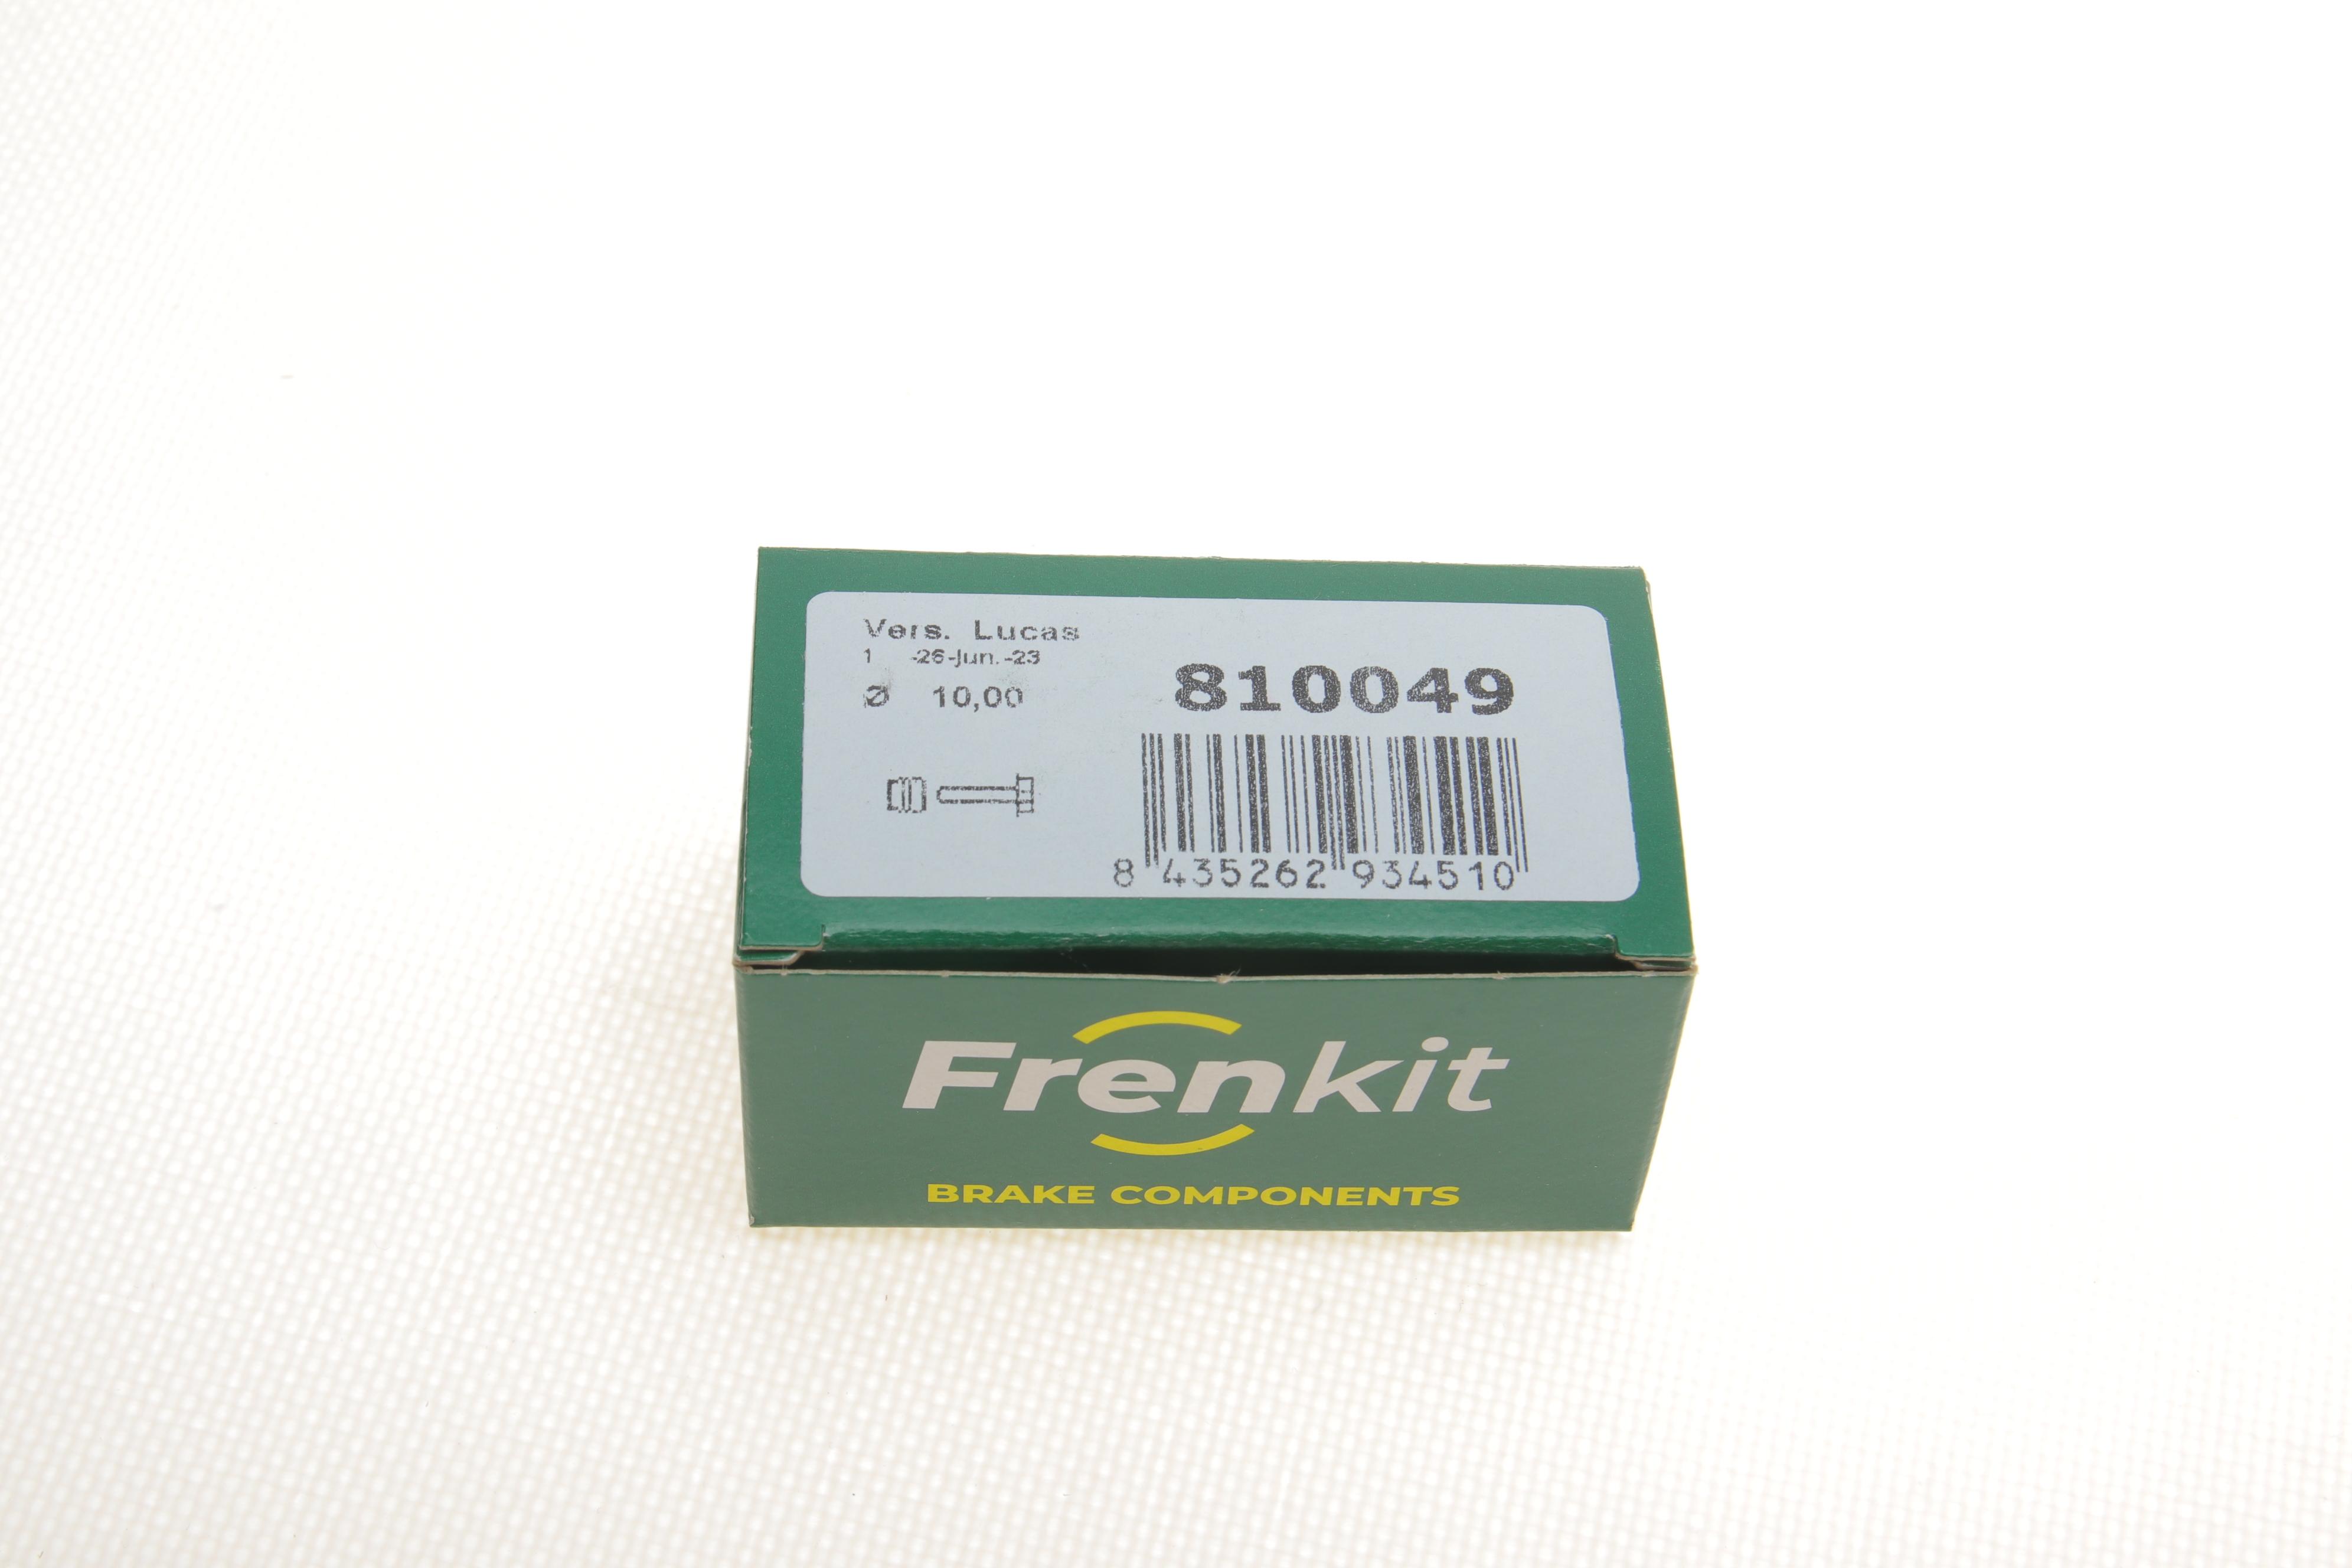 Vers. Lucas
1 -26-Jun.-23
Ø 10,00
810049
8 435262 934510
Frenkit
BRAKE COMPONENTS